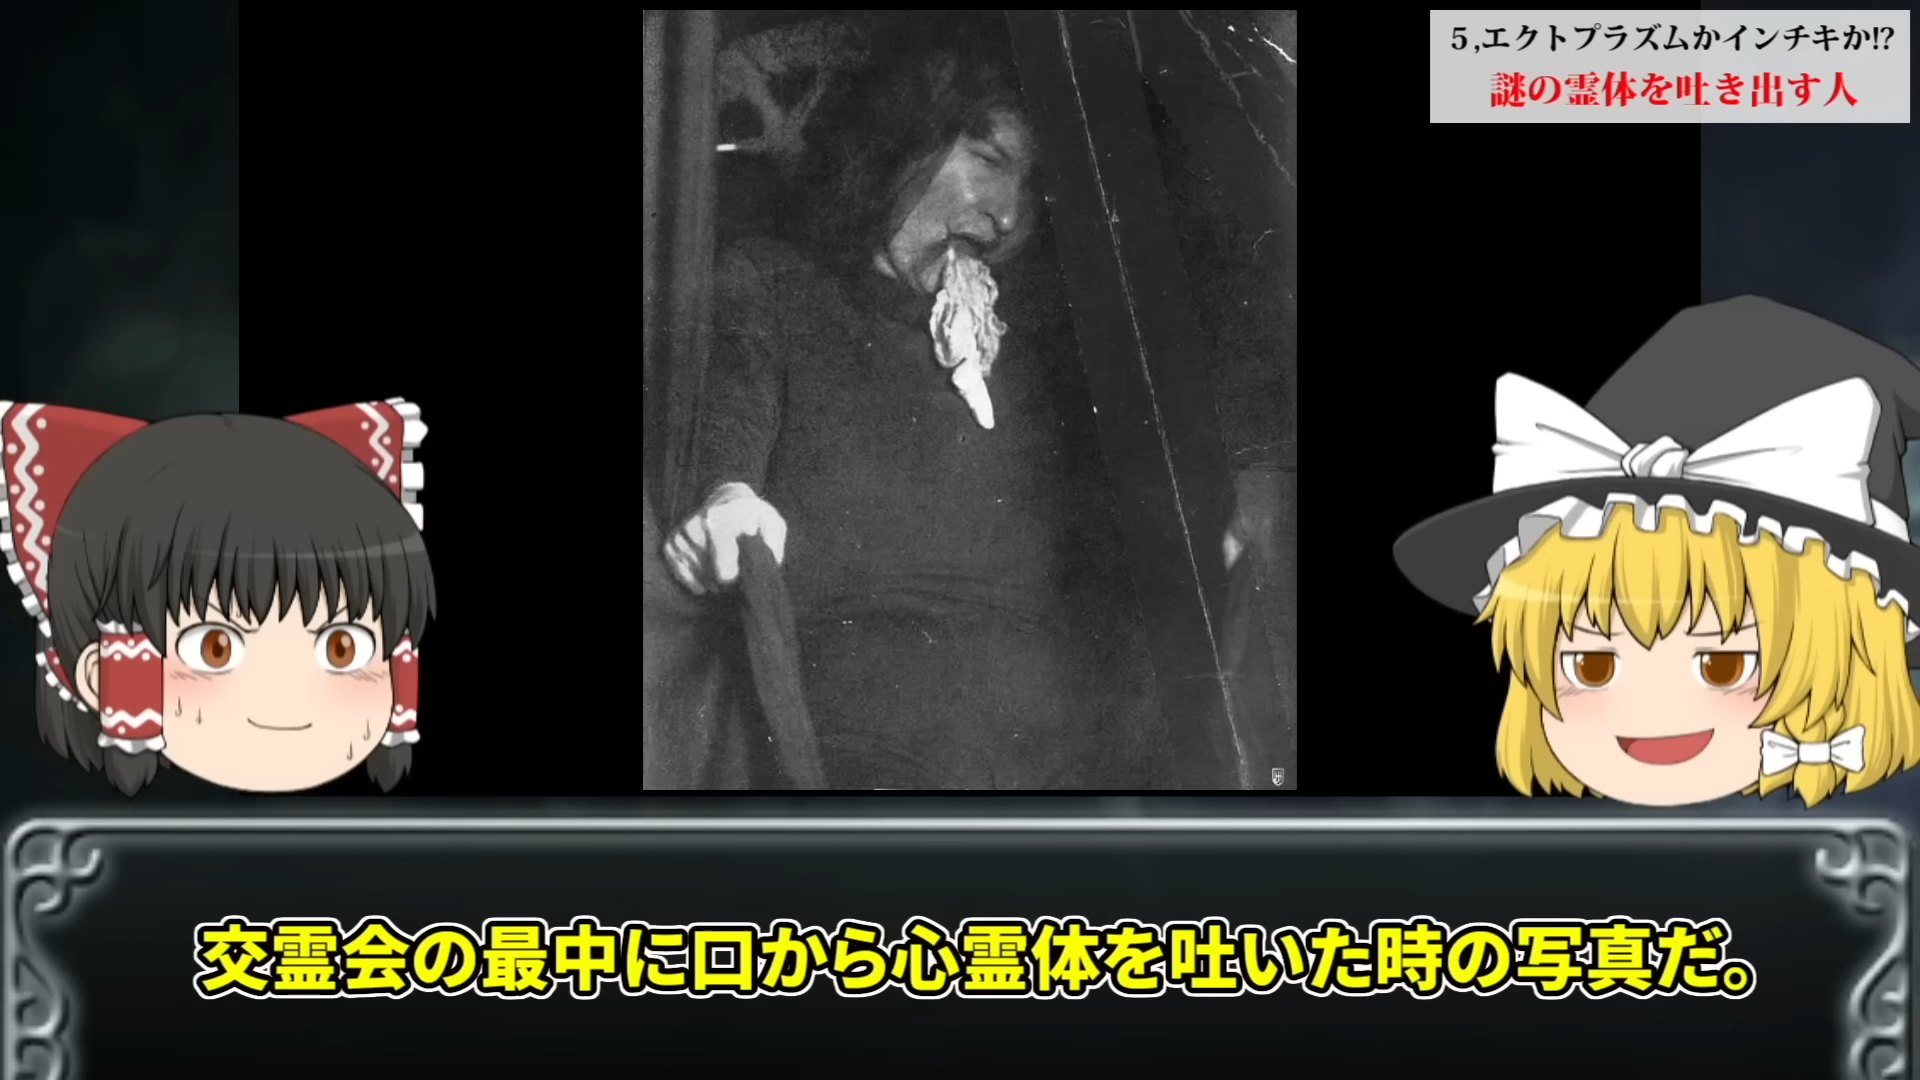 5,エクトプラズムかインチキか!?
謎の霊体を吐き出す人
交霊会の最中に口から心霊体を吐いた時の写真だ。